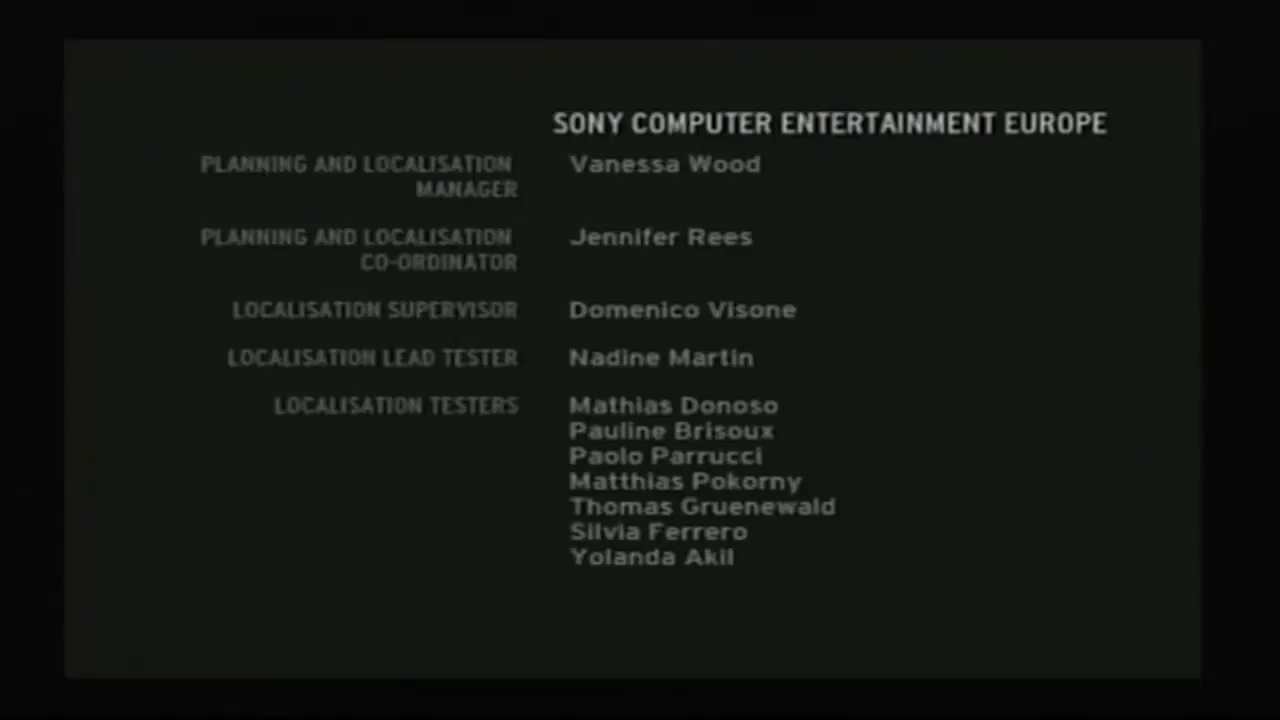 SONY COMPUTER ENTERTAINMENT EUROPE
PLANNING AND LOCALISATION Vanessa Wood
MANAGER
PLANNING AND LOCALISATION Jennifer Rees
CO-ORDINATOR
LOCALISATION SUPERVISOR Domenico Visone
LOCALISATION LEAD TESTER Nadine Martin
LOCALISATION TESTERS Mathias Donoso
Pauline Brisoux
Paolo Parrucci
Matthias Pokorny
Thomas Gruenewald
Silvia Ferrero
Yolanda Akil